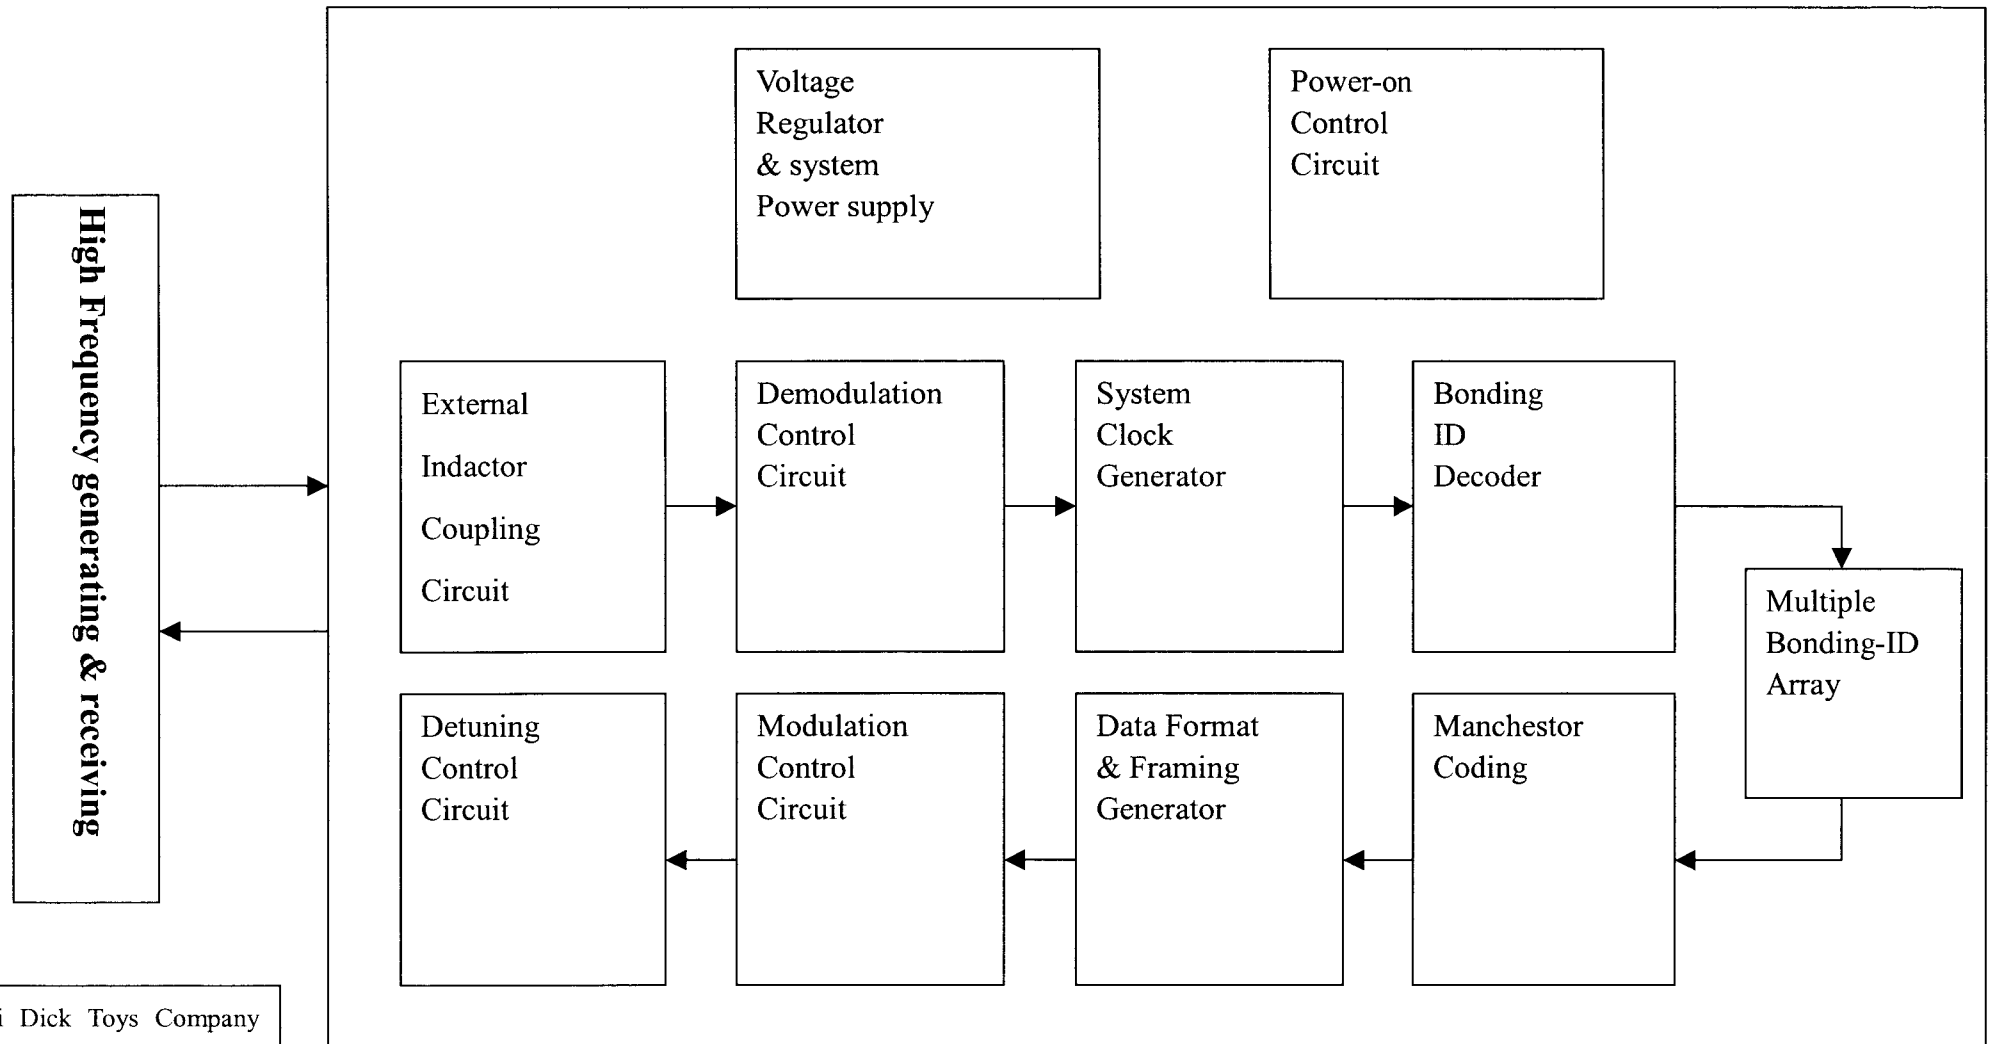 High Frequency generating & receiving
Voltage
Regulator
& system
Power supply
Power-on
Control
Circuit
External
Indactor
Coupling
Circuit
Demodulation
Control
Circuit
System
Clock
Generator
Bonding
ID
Decoder
Multiple
Bonding-ID
Array
Detuning
Control
Circuit
Modulation
Control
Circuit
Data Format
& Framing
Generator
Manchestor
Coding
Dick Toys Company